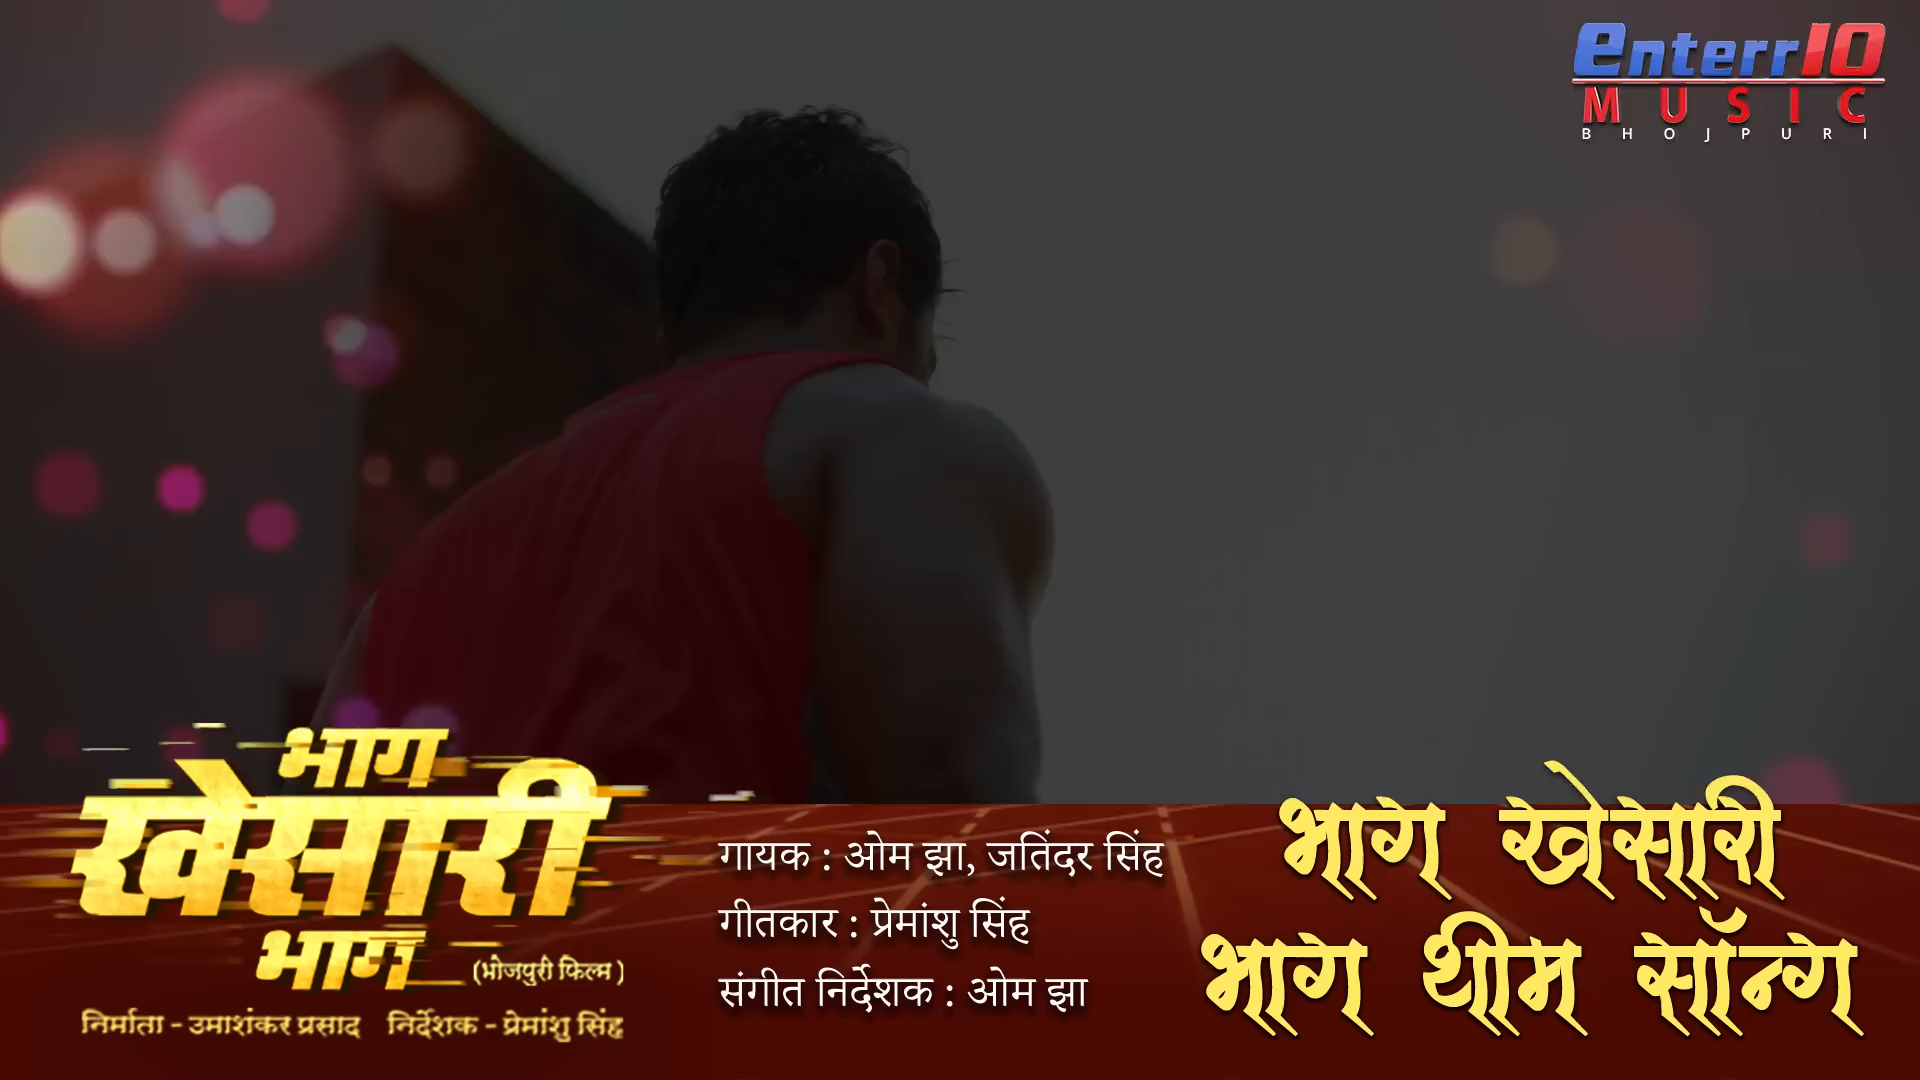 enterr10
MUSIC
BHOJPURI
भाग
खेसारी
भाग
(भोजपुरी फिल्म)
निर्माता - उमाशंकर प्रसाद निर्देशक - प्रेमांशु सिंह
गायक : ओम झा, जतिंदर सिंह
गीतकार : प्रेमांशु सिंह
संगीत निर्देशक : ओम झा
भाग खेसारी
भाग थीम सॉन्ग